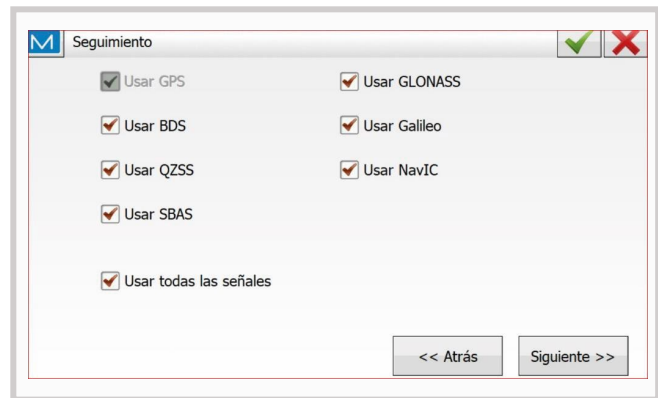 Seguimiento
Usar GPS
Usar GLONASS
Usar BDS
Usar Galileo
Usar QZSS
Usar NavIC
Usar SBAS
Usar todas las señales
<< Atrás
Siguiente >>